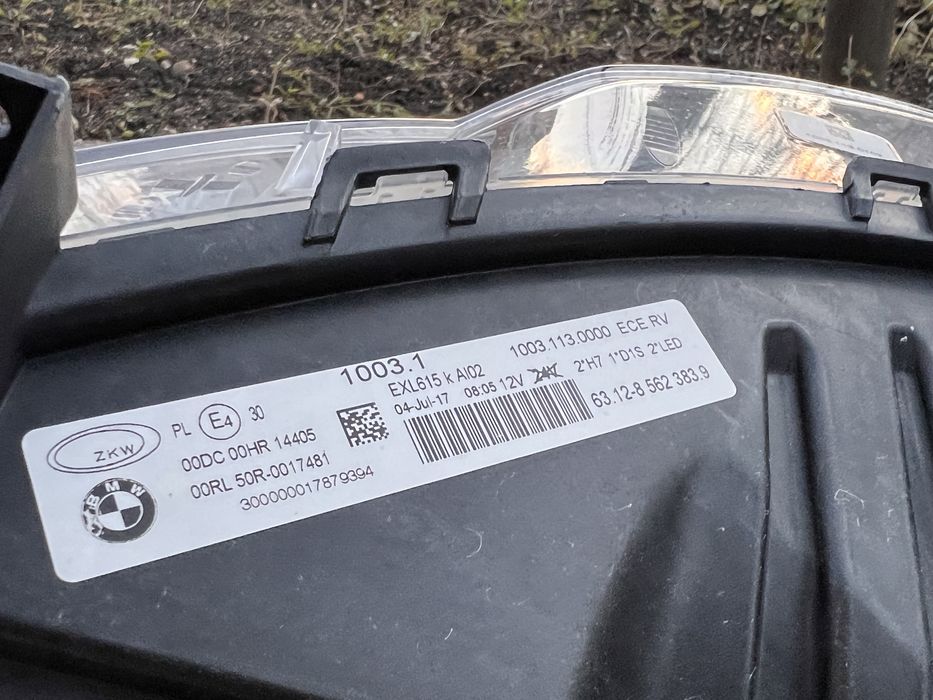 1003.1
EXL615 k AI02
1003.113.0000 ECE RV
04-Jul-17 08:05 12V
2*H7 1*D1S 2*LED
63.12-8 562 383.9
ZKW
PL E4 30
00DC 00HR 14405
00RL 50R-0017481
300000017879394
BMW